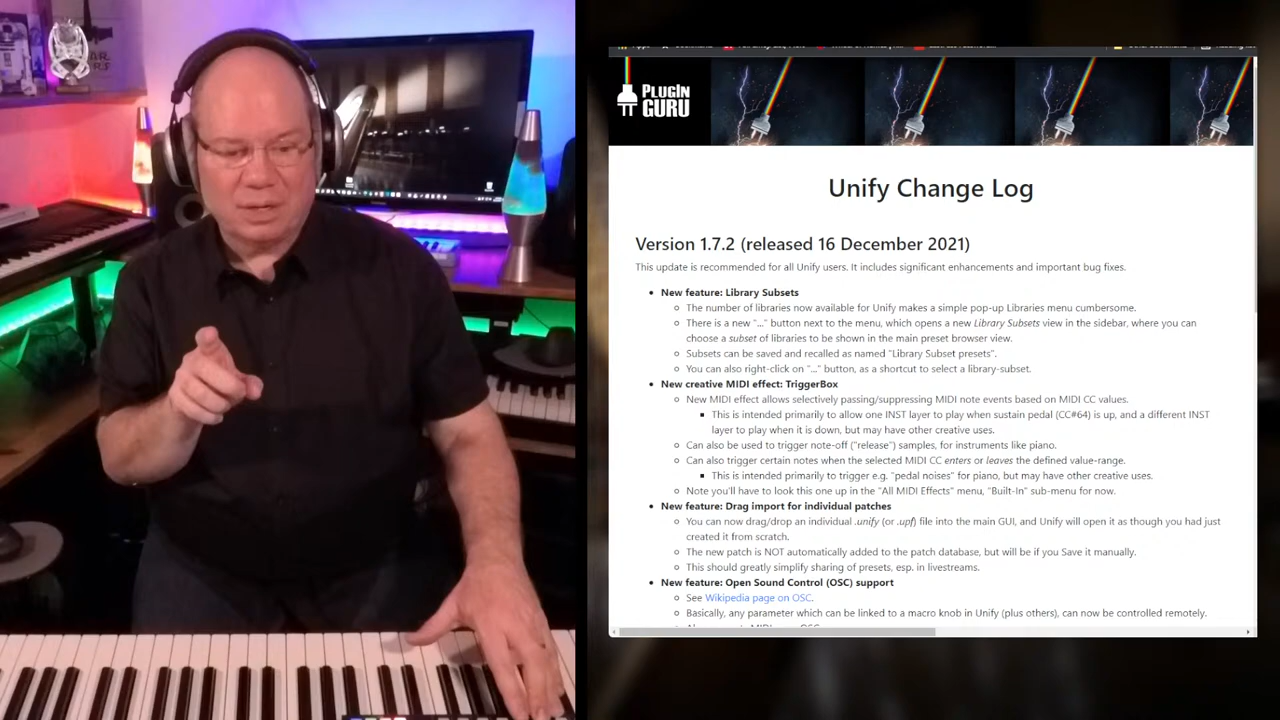 PLUGIN
GURU
Unify Change Log
Version 1.7.2 (released 16 December 2021)
This update is recommended for all Unify users. It includes significant enhancements and important bug fixes.
• New feature: Library Subsets
○ The number of libraries now available for Unify makes a simple pop-up Libraries menu cumbersome.
○ There is a new "..." button next to the menu, which opens a new Library Subsets view in the sidebar, where you can
choose a subset of libraries to be shown in the main preset browser view.
○ Subsets can be saved and recalled as named "Library Subset presets".
○ You can also right-click on "..." button, as a shortcut to select a library-subset.
• New creative MIDI effect: TriggerBox
○ New MIDI effect allows selectively passing/suppressing MIDI note events based on MIDI CC values.
▪ This is intended primarily to allow one INST layer to play when sustain pedal (CC#64) is up, and a different INST
layer to play when it is down, but may have other creative uses.
○ Can also be used to trigger note-off ("release") samples, for instruments like piano.
○ Can also trigger certain notes when the selected MIDI CC enters or leaves the defined value-range.
▪ This is intended primarily to trigger e.g. "pedal noises" for piano, but may have other creative uses.
○ Note you'll have to look this one up in the "All MIDI Effects" menu, "Built-In" sub-menu for now.
• New feature: Drag import for individual patches
○ You can now drag/drop an individual .unify (or .upf) file into the main GUI, and Unify will open it as though you had just
created it from scratch.
○ The new patch is NOT automatically added to the patch database, but will be if you Save it manually.
○ This should greatly simplify sharing of presets, esp. in livestreams.
• New feature: Open Sound Control (OSC) support
○ See Wikipedia page on OSC.
○ Basically, any parameter which can be linked to a macro knob in Unify (plus others), can now be controlled remotely.